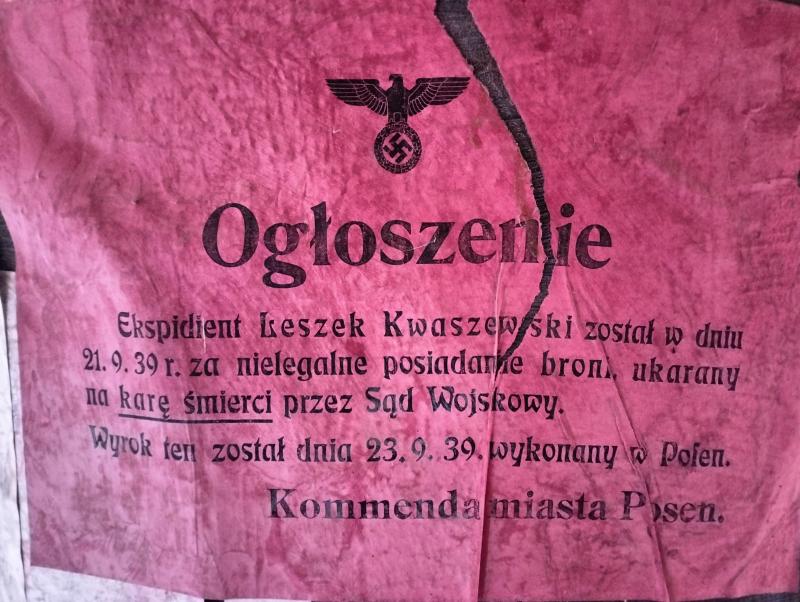 Ogłoszenie
Ekspidient Leszek Kwaszewski został w dniu
21. 9. 39 r. za nielegalne posiadanie broni, ukarany
na karę śmierci przez Sąd Wojskowy.
Wyrok ten został dnia 23. 9. 39. wykonany w Posen.
Kommenda miasta Posen.